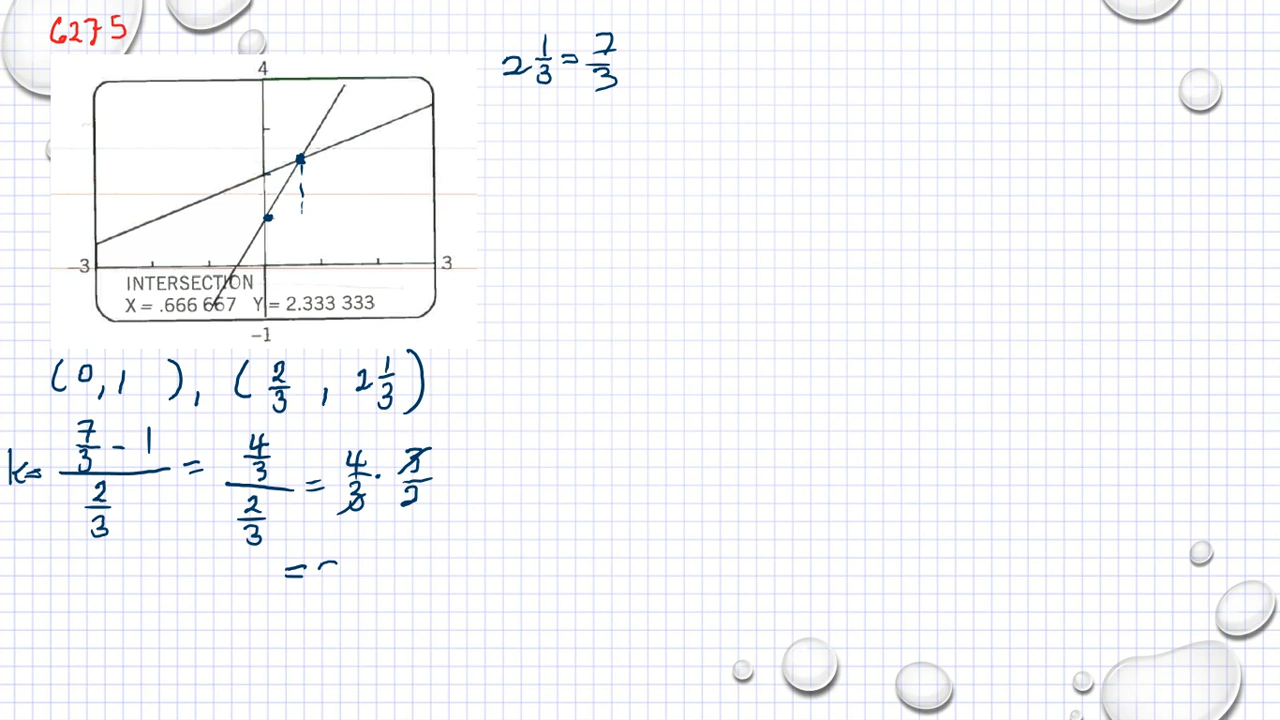 6275
2 1/3 = 7/3
4
-3
3
INTERSECTION
X = .666 667 Y = 2.333 333
-1
(0,1 ), ( 2/3 , 2 1/3 )
k= (7/3 - 1)/(2/3) = (4/3)/(2/3) = 4/3 · 3/2
=